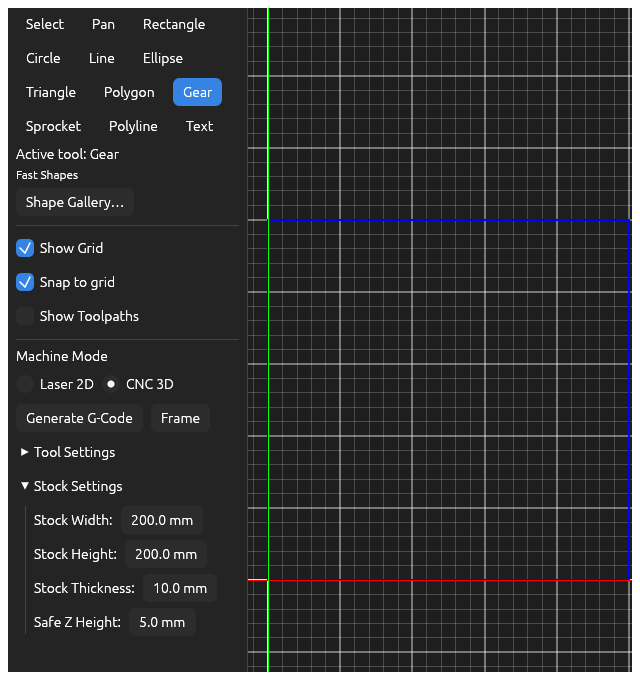 Select Pan Rectangle
Circle Line Ellipse
Triangle Polygon Gear
Sprocket Polyline Text
Active tool: Gear
Fast Shapes
Shape Gallery...
Show Grid
Snap to grid
Show Toolpaths
Machine Mode
Laser 2D CNC 3D
Generate G-Code Frame
Tool Settings
Stock Settings
Stock Width: 200.0 mm
Stock Height: 200.0 mm
Stock Thickness: 10.0 mm
Safe Z Height: 5.0 mm